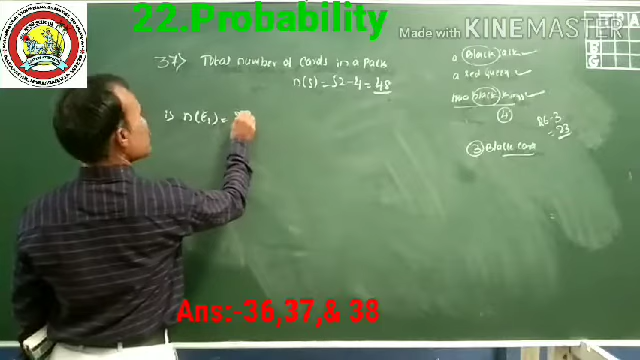 22.Probability
Made with KINEMASTER
37) Total number of Cards in a Pack
n(S) = 52 - 4 = 48
i) n(E₁) =
a Black
a red Queen
two black kings
4
26-3
= 23
3 Black card
Ans:-36,37,& 38